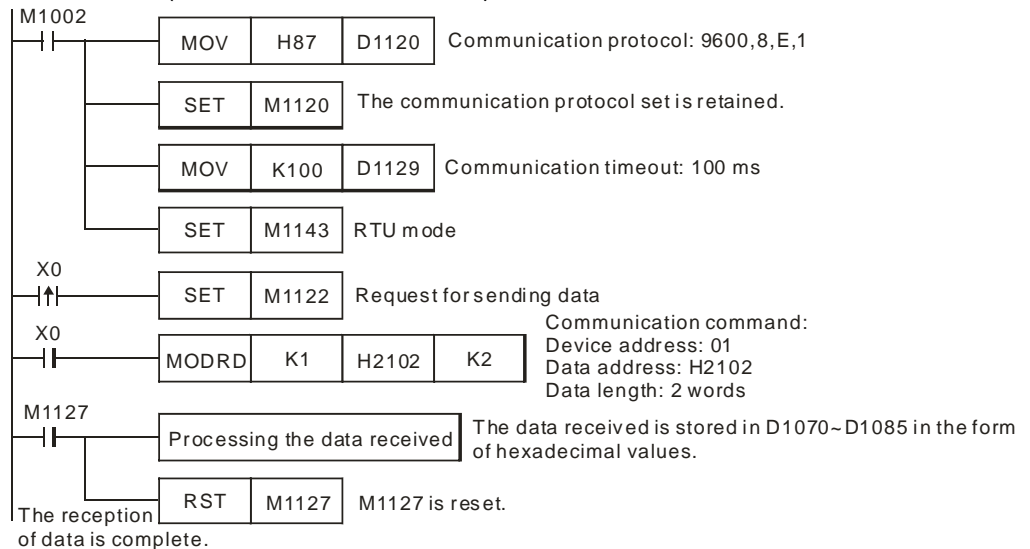 M1002
MOV H87 D1120 Communication protocol: 9600,8,E,1
SET M1120 The communication protocol set is retained.
MOV K100 D1129 Communication timeout: 100 ms
SET M1143 RTU mode
X0
SET M1122 Request for sending data
X0
MODRD K1 H2102 K2
Communication command:
Device address: 01
Data address: H2102
Data length: 2 words
M1127
Processing the data received
The data received is stored in D1070~D1085 in the form
of hexadecimal values.
RST M1127 M1127 is reset.
The reception
of data is complete.